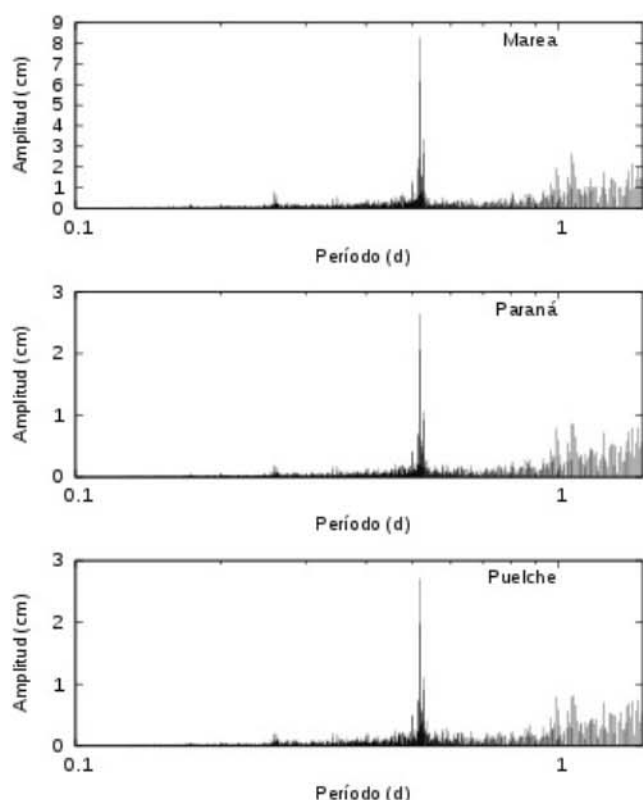 Amplitud (cm)
9
8
7
6
5
4
3
2
1
0
Marea
0.1
1
Período (d)
Amplitud (cm)
3
2
1
0
Paraná
0.1
1
Período (d)
Amplitud (cm)
3
2
1
0
Puelche
0.1
1
Período (d)